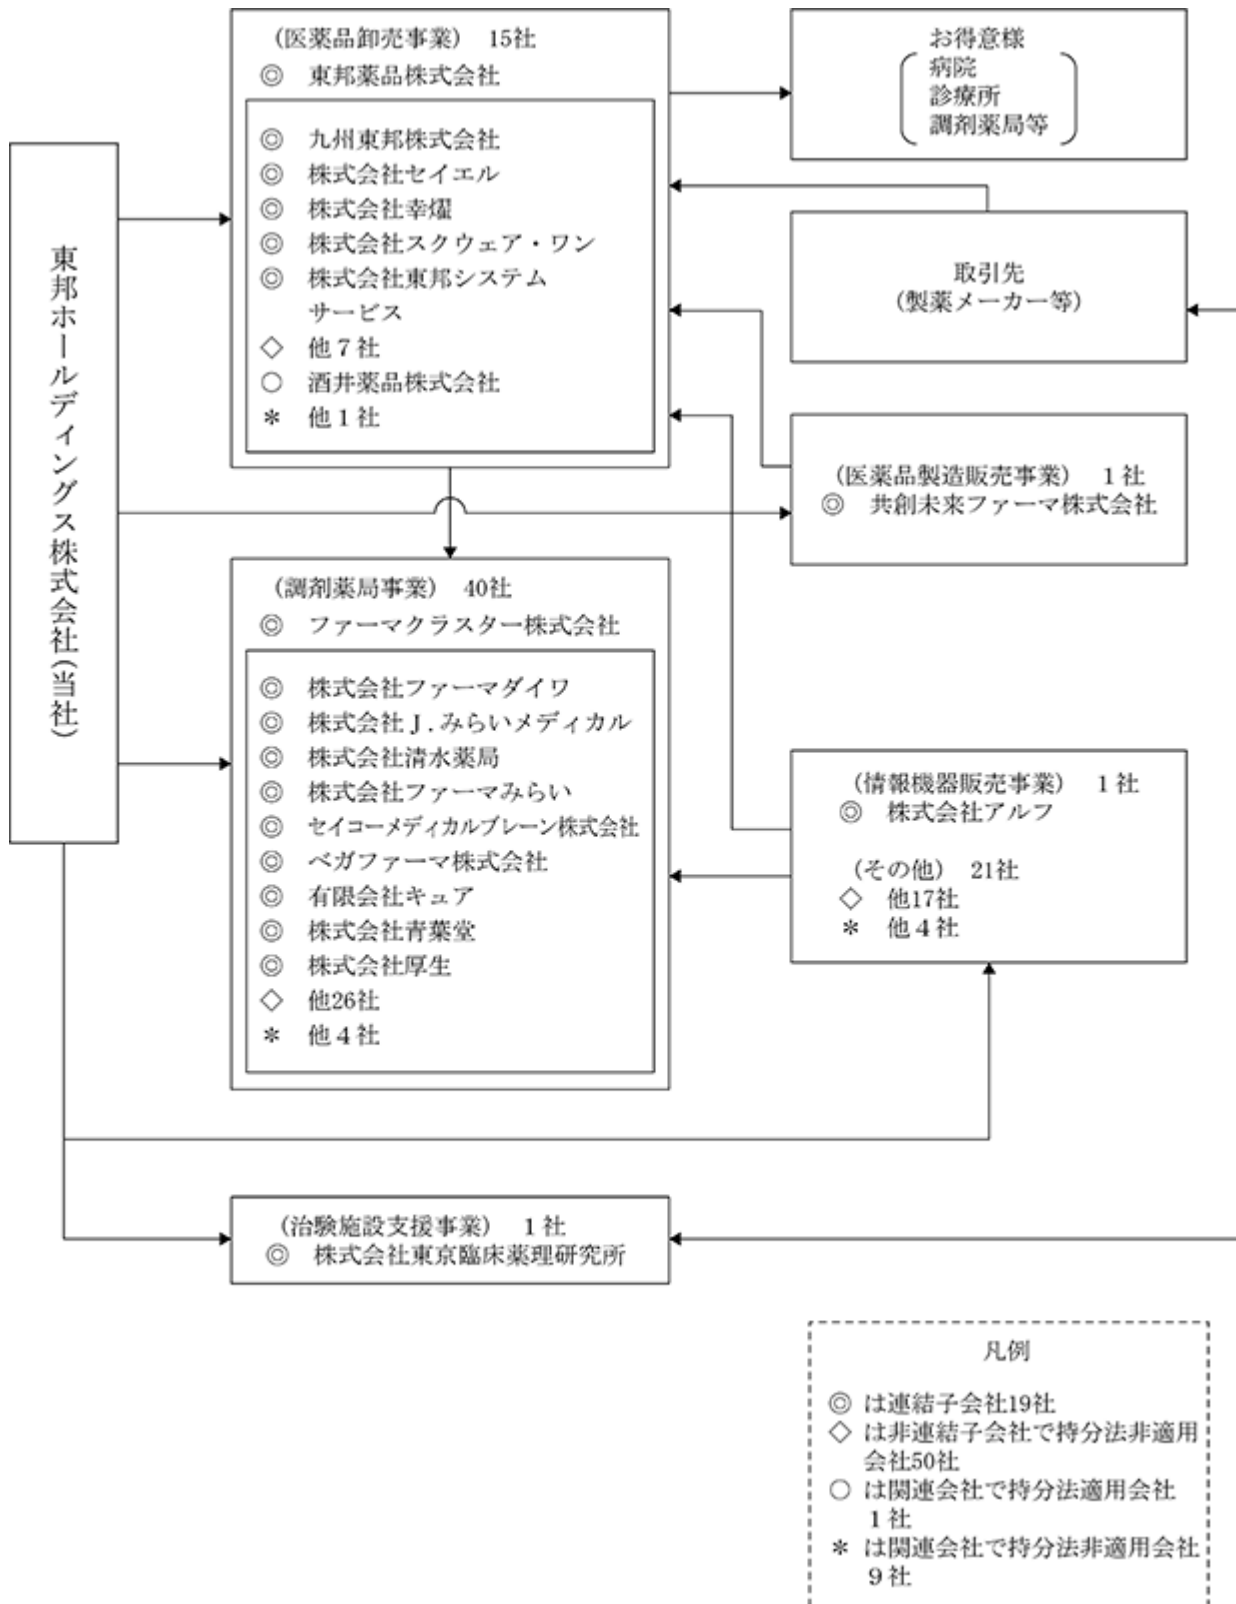 東邦ホールディングス株式会社(当社)
(医薬品卸売事業) 15社
◎ 東邦薬品株式会社
◎ 九州東邦株式会社
◎ 株式会社セイエル
◎ 株式会社幸燿
◎ 株式会社スクウェア・ワン
◎ 株式会社東邦システム
サービス
◇ 他7社
○ 酒井薬品株式会社
* 他1社
お得意様
病院
診療所
調剤薬局等
取引先
(製薬メーカー等)
(医薬品製造販売事業) 1社
◎ 共創未来ファーマ株式会社
(調剤薬局事業) 40社
◎ ファーマクラスター株式会社
◎ 株式会社ファーマダイワ
◎ 株式会社J.みらいメディカル
◎ 株式会社清水薬局
◎ 株式会社ファーマみらい
◎ セイコーメディカルブレーン株式会社
◎ ベガファーマ株式会社
◎ 有限会社キュア
◎ 株式会社青葉堂
◎ 株式会社厚生
◇ 他26社
* 他4社
(情報機器販売事業) 1社
◎ 株式会社アルフ
(その他) 21社
◇ 他17社
* 他4社
(治験施設支援事業) 1社
◎ 株式会社東京臨床薬理研究所
凡例
◎ は連結子会社19社
◇ は非連結子会社で持分法非適用
会社50社
○ は関連会社で持分法適用会社
1社
* は関連会社で持分法非適用会社
9社